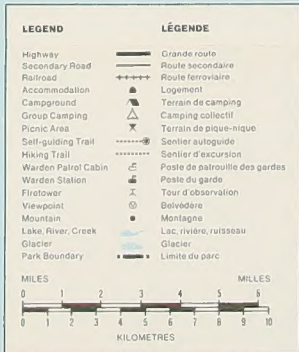 LEGEND LÉGENDE
Highway Grande route
Secondary Road Route secondaire
Railroad Route ferroviaire
Accommodation Logement
Campground Terrain de camping
Group Camping Camping collectif
Picnic Area Terrain de pique-nique
Self-guiding Trail Sentier autoguidé
Hiking Trail Sentier d'excursion
Warden Patrol Cabin Poste de patrouille des gardes
Warden Station Poste du garde
Firetower Tour d'observation
Viewpoint Belvédère
Mountain Montagne
Lake, River, Creek Lac, rivière, ruisseau
Glacier Glacier
Park Boundary Limite du parc
MILES MILLES
0 1 2 3 4 5 6
0 1 2 3 4 5 6 7 8 9 10
KILOMETRES